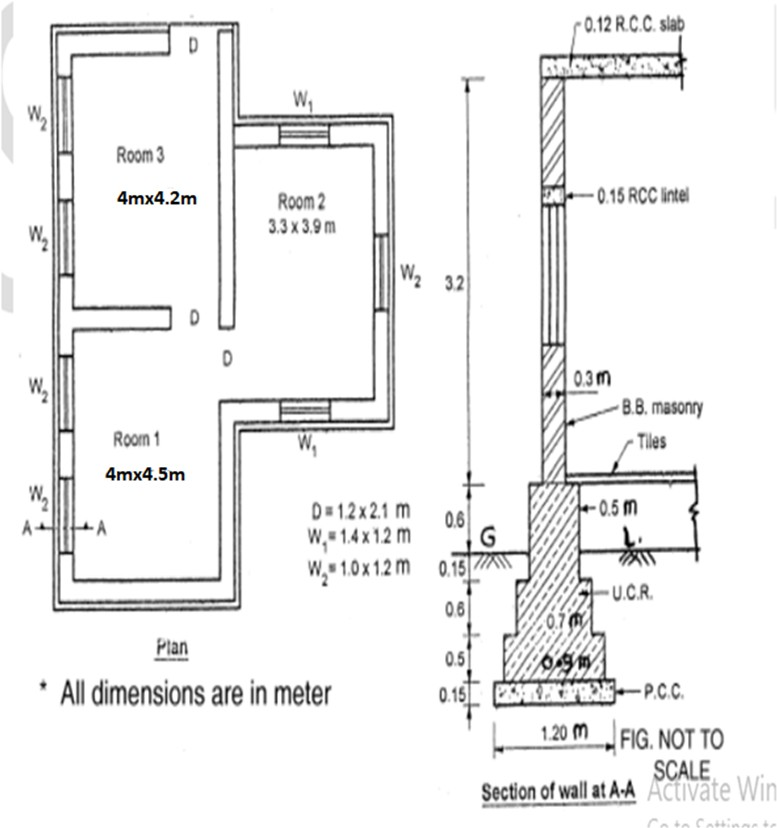 D
W₁
W₂
Room 3
4mx4.2m
Room 2
3.3 x 3.9 m
W₂
W₂
D
D
W₂
W₁
Room 1
4mx4.5m
W₂
A
A
D = 1.2 x 2.1 m
W₁= 1.4 x 1.2 m
W₂= 1.0 x 1.2 m
Plan
* All dimensions are in meter
0.12 R.C.C. slab
0.15 RCC lintel
3.2
0.3 m
B.B. masonry
Tiles
0.6
0.5 m
G
L.
0.15
U.C.R.
0.6
0.7 m
0.5
0.9 m
0.15
P.C.C.
1.20 m
FIG. NOT TO
SCALE
Section of wall at A-A
Activate Win
Go to Settings to